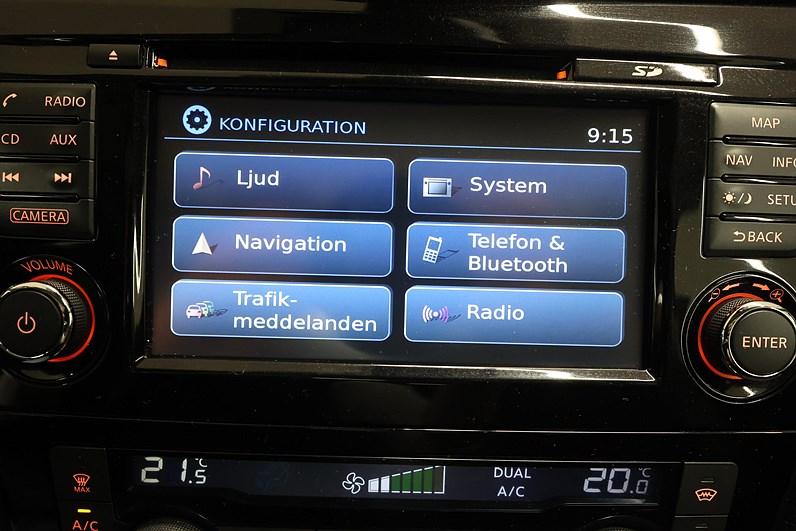 SD
RADIO
CD AUX
CAMERA
VOLUME
KONFIGURATION 9:15
Ljud
System
Navigation
Telefon &
Bluetooth
Trafik-
meddelanden
Radio
MAP
NAV INFO
SETU
BACK
ENTER
21.5 °C
DUAL
A/C
20.0 °C
MAX
A/C